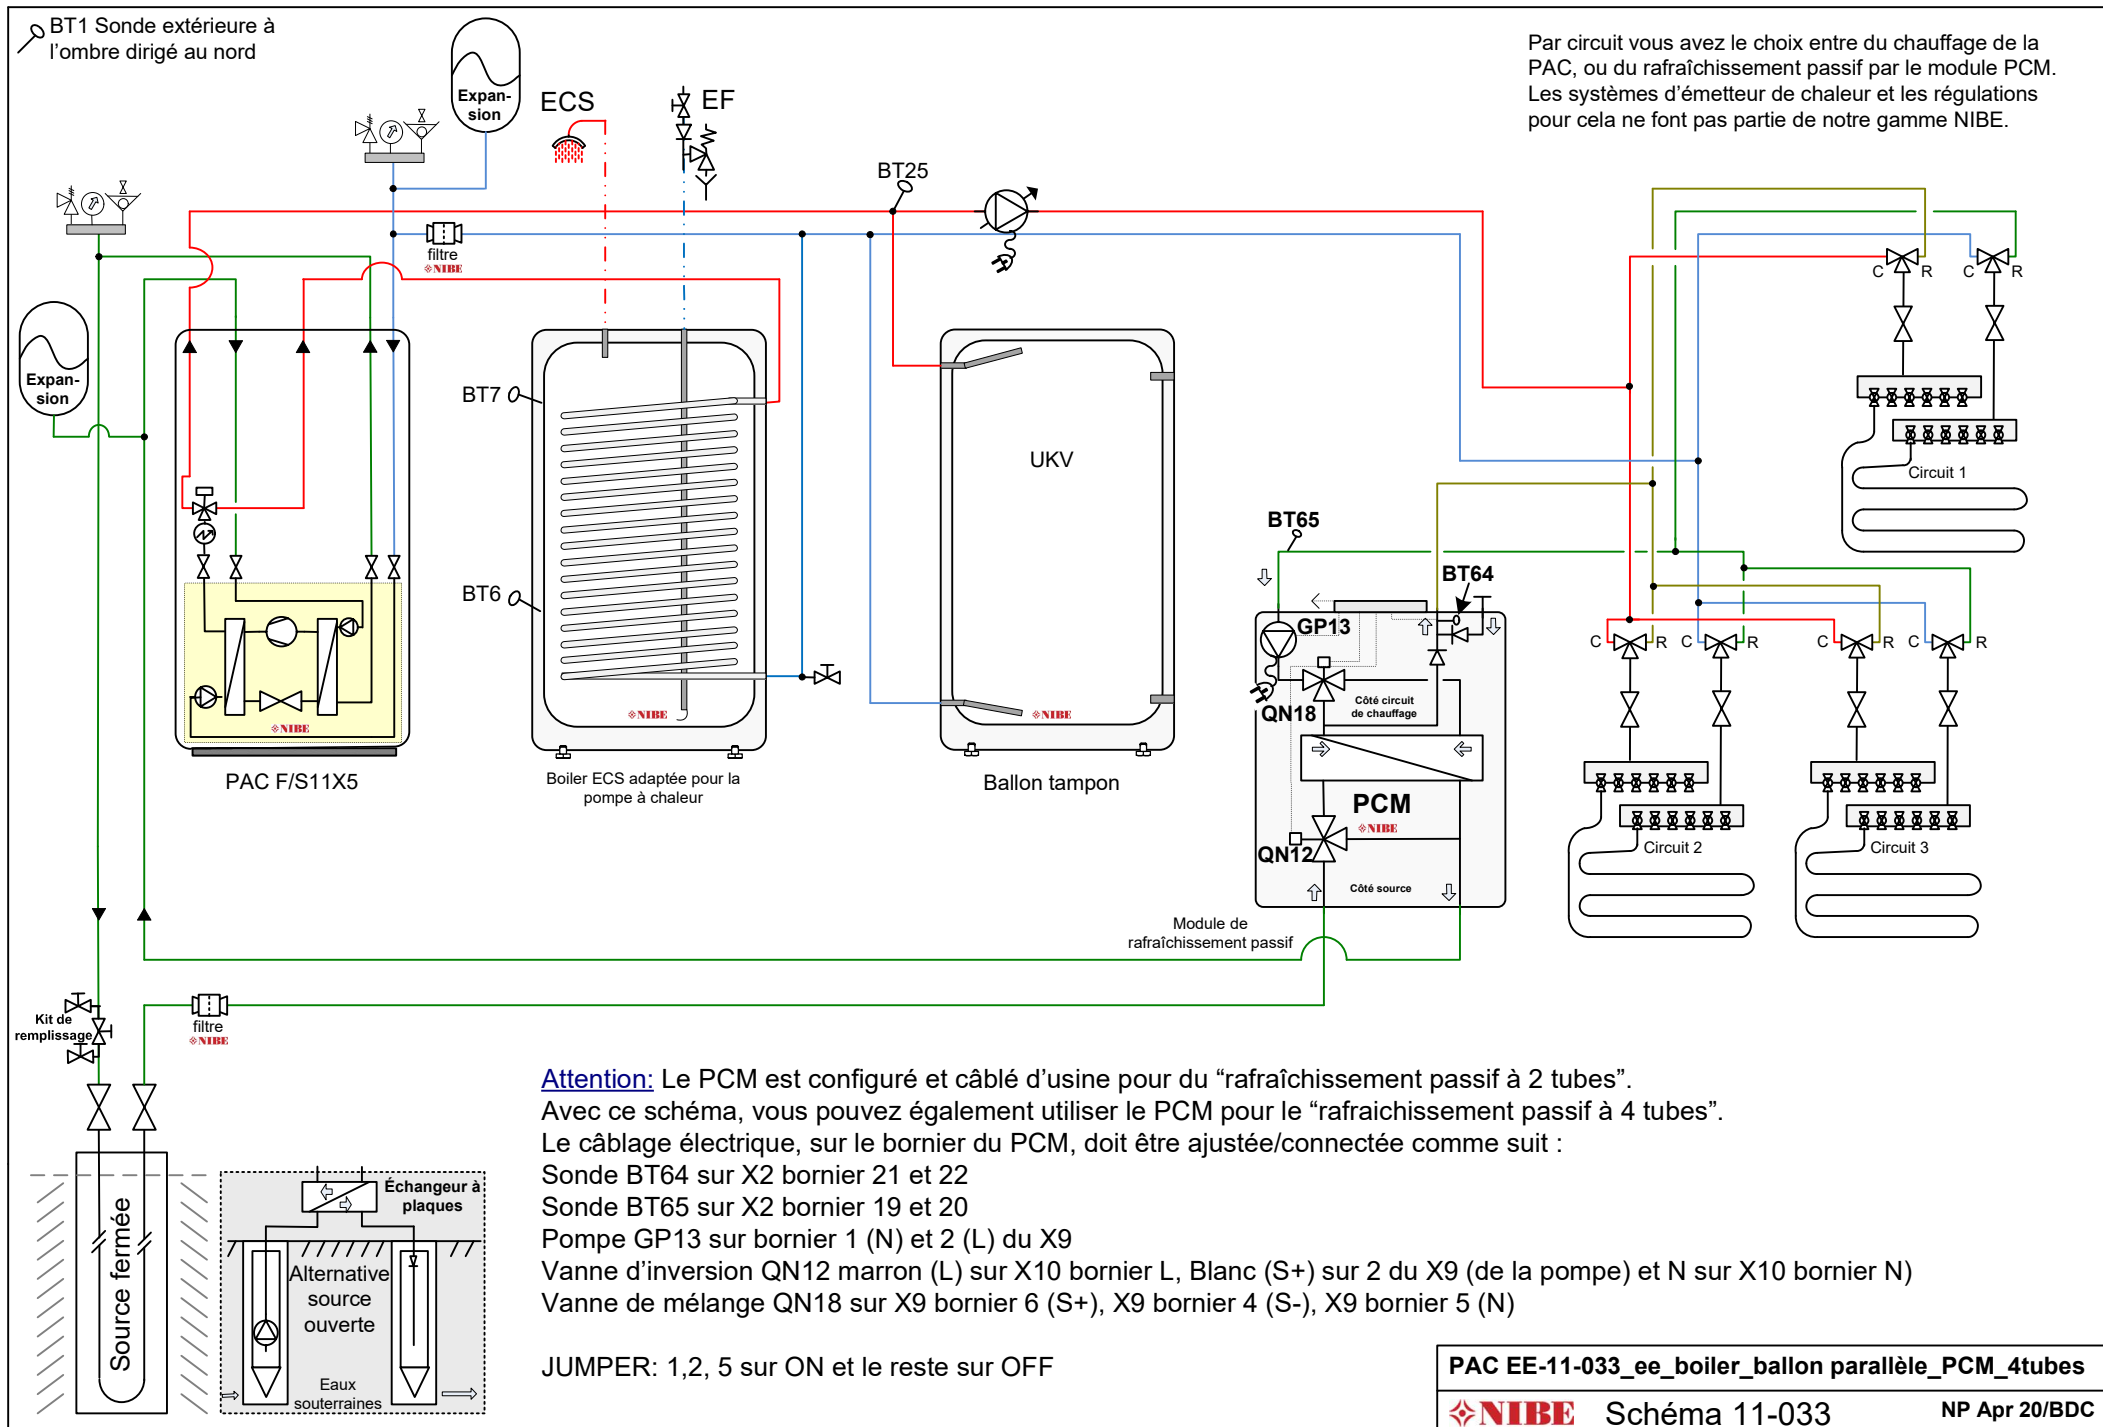 BT1 Sonde extérieure à
l'ombre dirigé au nord
Expan-
sion
ECS
EF
Par circuit vous avez le choix entre du chauffage de la
PAC, ou du rafraîchissement passif par le module PCM.
Les systèmes d'émetteur de chaleur et les régulations
pour cela ne font pas partie de notre gamme NIBE.
BT25
filtre
NIBE
C
R
C
R
Expan-
sion
BT7
UKV
Circuit 1
BT65
BT64
BT6
GP13
C
R
C
R
C
R
C
R
QN18
Côté circuit
de chauffage
NIBE
NIBE
NIBE
PAC F/S11X5
Boiler ECS adaptée pour la
pompe à chaleur
Ballon tampon
PCM
NIBE
QN12
Circuit 2
Circuit 3
Côté source
Module de
rafraîchissement passif
Kit de
remplissage
filtre
NIBE
Attention: Le PCM est configuré et câblé d'usine pour du “rafraîchissement passif à 2 tubes”.
Avec ce schéma, vous pouvez également utiliser le PCM pour le “rafraichissement passif à 4 tubes”.
Le câblage électrique, sur le bornier du PCM, doit être ajustée/connectée comme suit :
Sonde BT64 sur X2 bornier 21 et 22
Sonde BT65 sur X2 bornier 19 et 20
Pompe GP13 sur bornier 1 (N) et 2 (L) du X9
Vanne d'inversion QN12 marron (L) sur X10 bornier L, Blanc (S+) sur 2 du X9 (de la pompe) et N sur X10 bornier N)
Vanne de mélange QN18 sur X9 bornier 6 (S+), X9 bornier 4 (S-), X9 bornier 5 (N)
JUMPER: 1,2, 5 sur ON et le reste sur OFF
Source fermée
Échangeur à
plaques
Alternative
source
ouverte
Eaux
souterraines
PAC EE-11-033_ee_boiler_ballon parallèle_PCM_4tubes
NIBE Schéma 11-033 NP Apr 20/BDC